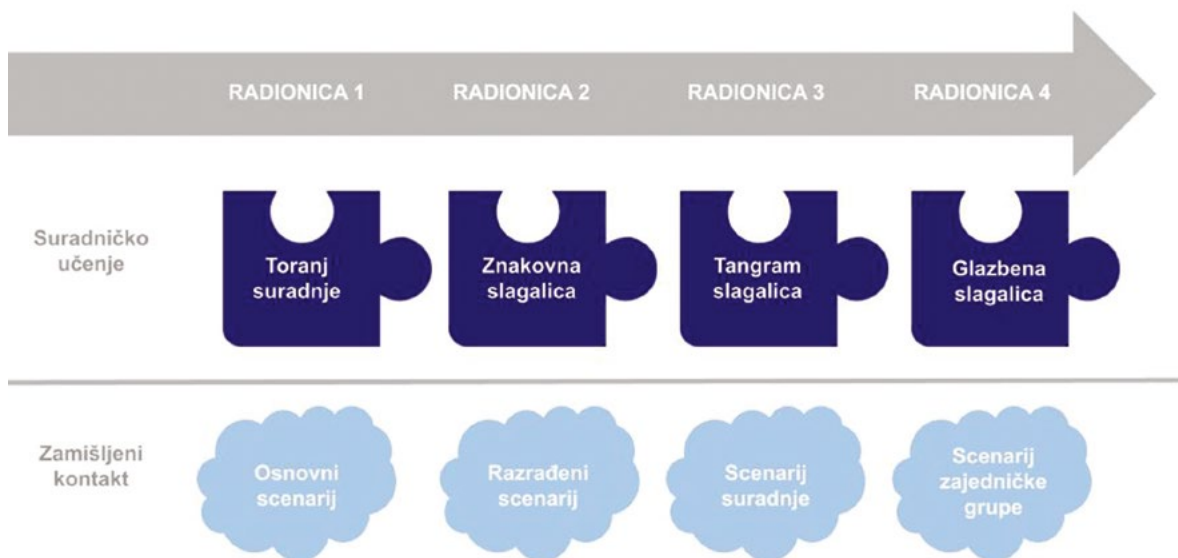 RADIONICA 1
RADIONICA 2
RADIONICA 3
RADIONICA 4
Suradničko
učenje
Toranj
suradnje
Znakovna
slagalica
Tangram
slagalica
Glazbena
slagalica
Zamišljeni
kontakt
Osnovni
scenarij
Razrađeni
scenarij
Scenarij
suradnje
Scenarij
zajedničke
grupe